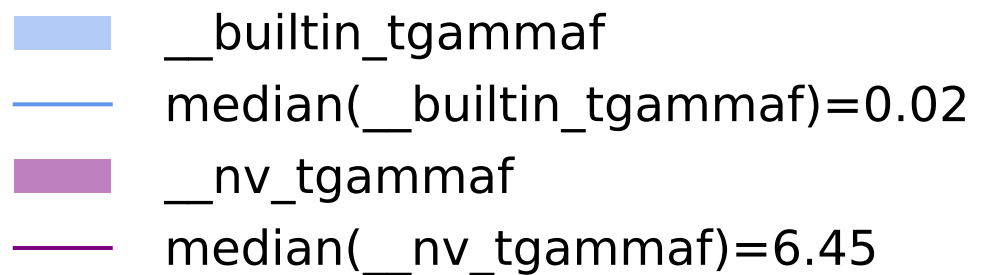 __builtin_tgammaf
median(__builtin_tgammaf)=0.02
__nv_tgammaf
median(__nv_tgammaf)=6.45